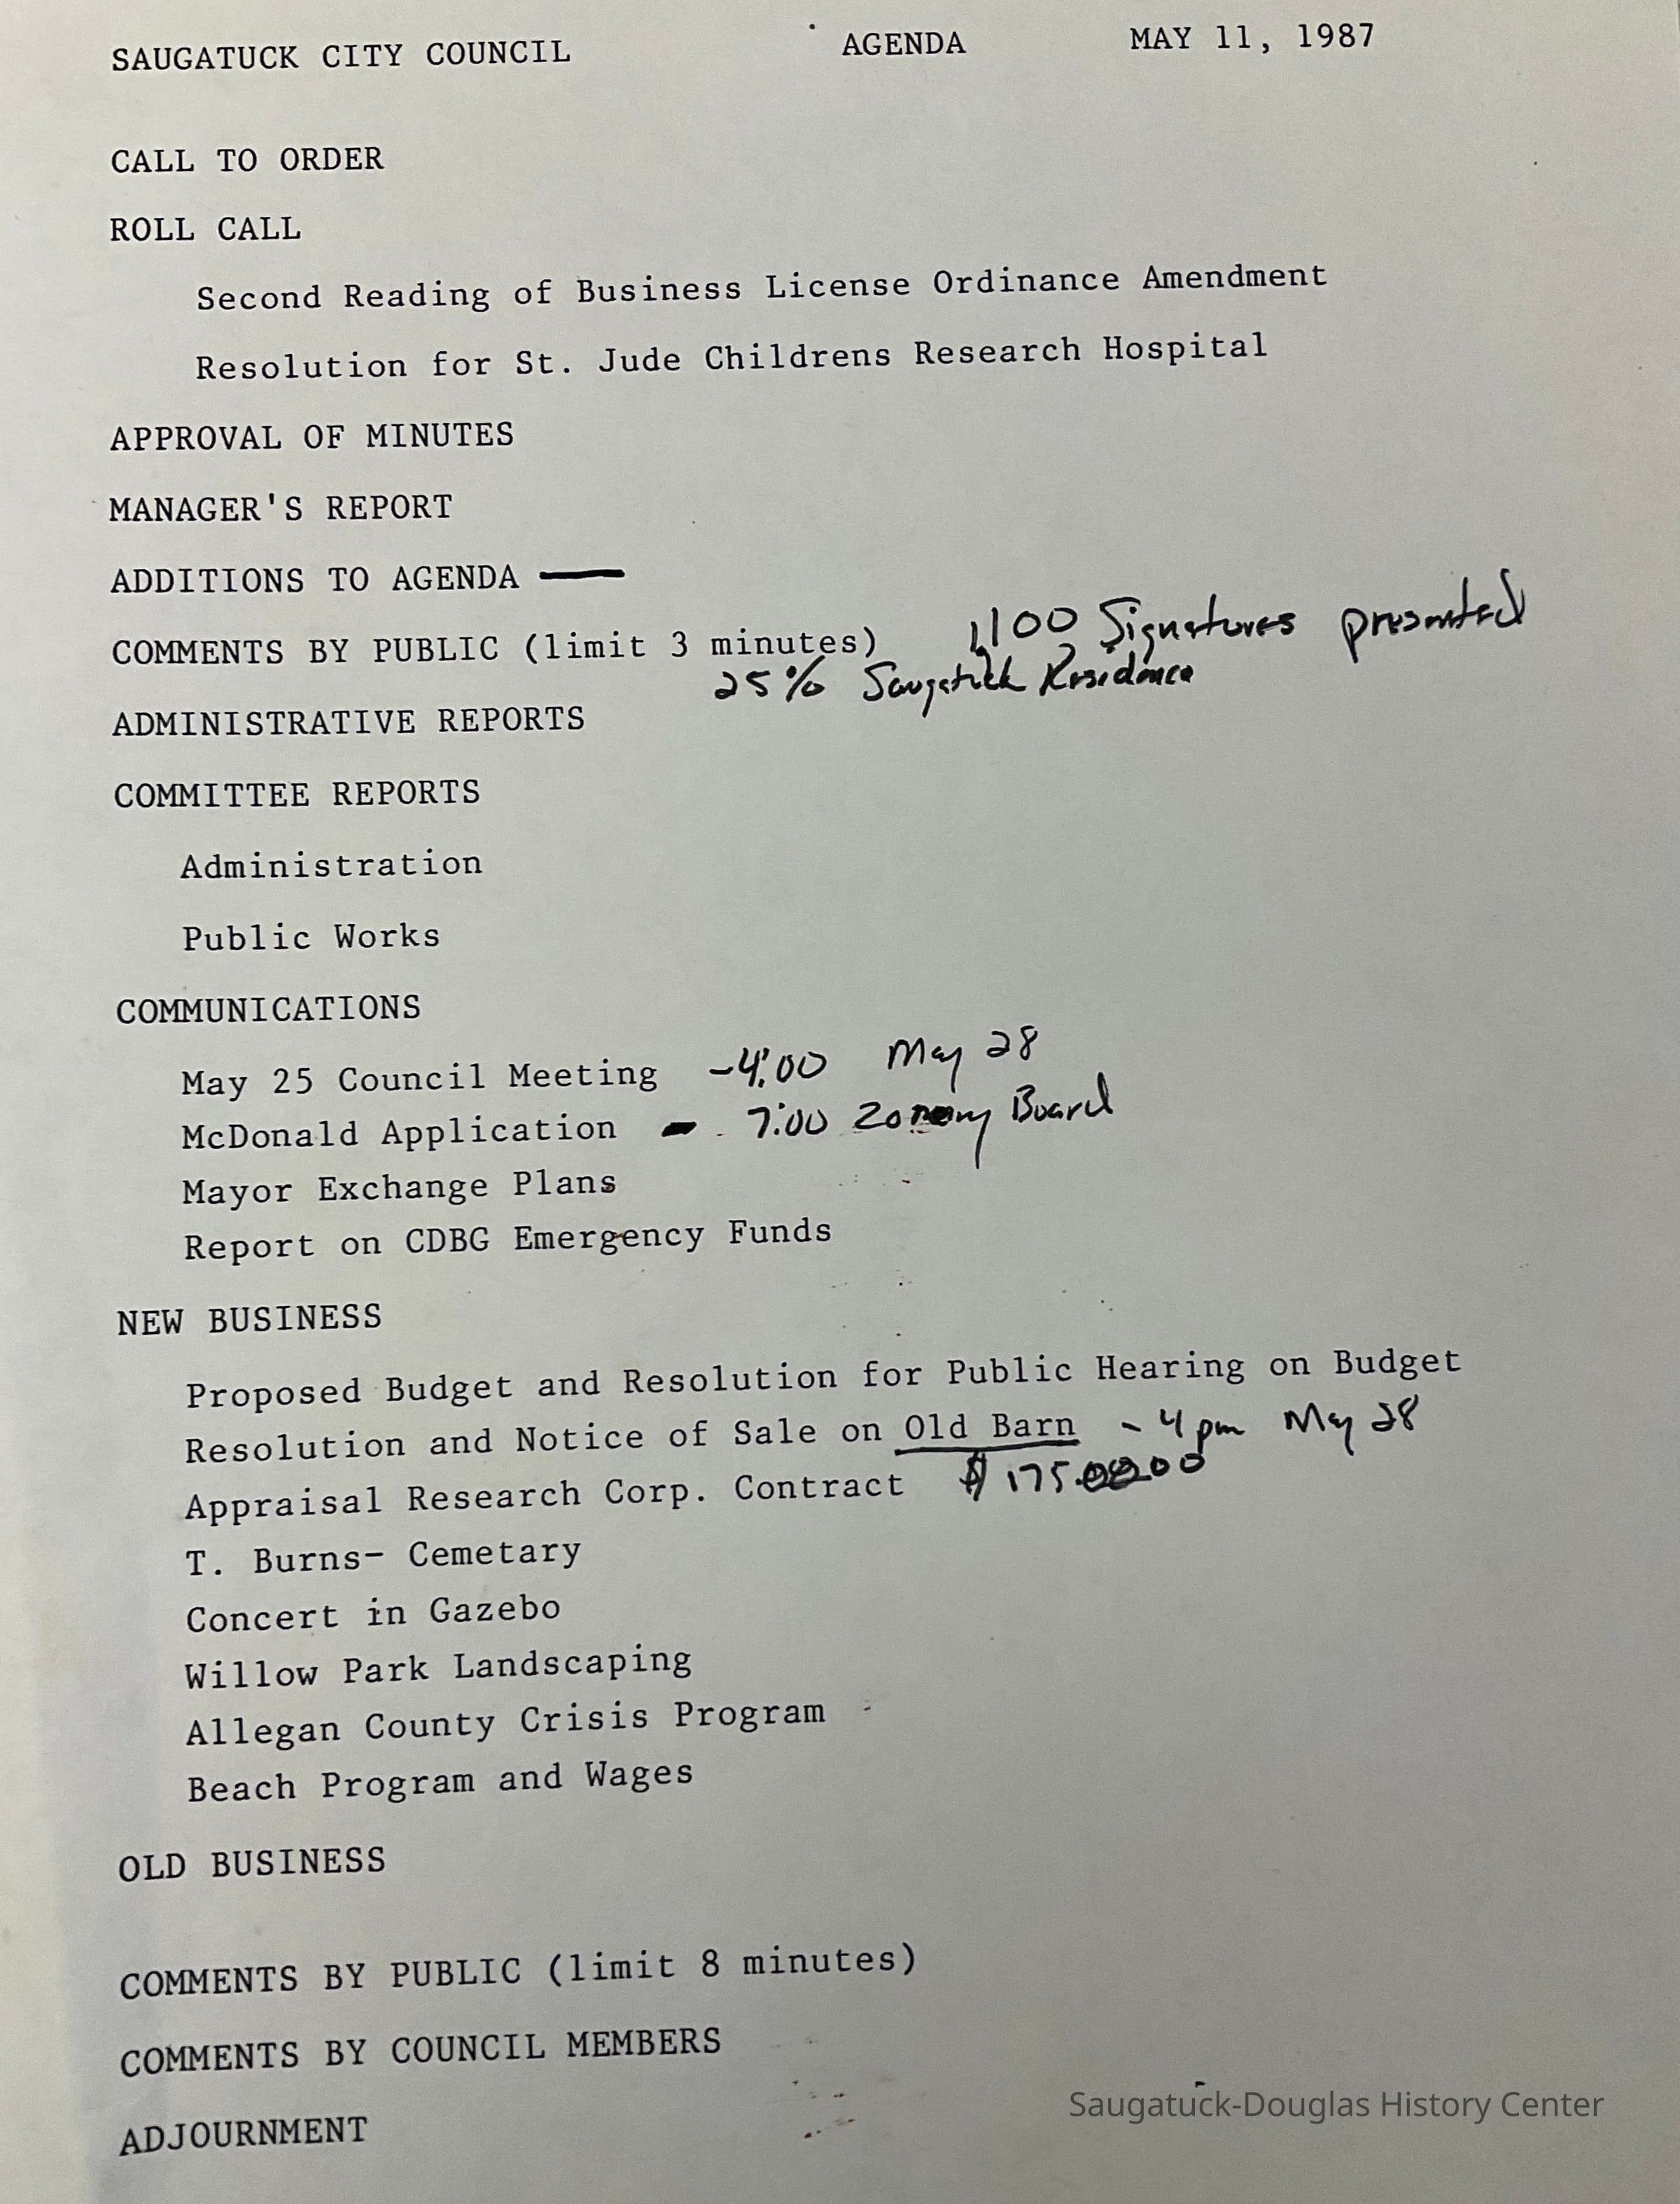 SAUGATUCK CITY COUNCIL AGENDA MAY 11, 1987
CALL TO ORDER
ROLL CALL
Second Reading of Business License Ordinance Amendment
Resolution for St. Jude Childrens Research Hospital
APPROVAL OF MINUTES
MANAGER'S REPORT
ADDITIONS TO AGENDA —
COMMENTS BY PUBLIC (limit 3 minutes) 1,100 Signatures presented
25% Saugatuck Residence
ADMINISTRATIVE REPORTS
COMMITTEE REPORTS
Administration
Public Works
COMMUNICATIONS
May 25 Council Meeting - 4:00 May 28
McDonald Application - 7:00 Zoning Board
Mayor Exchange Plans
Report on CDBG Emergency Funds
NEW BUSINESS
Proposed Budget and Resolution for Public Hearing on Budget
Resolution and Notice of Sale on Old Barn - 4 pm May 28
Appraisal Research Corp. Contract $175.00
T. Burns- Cemetary
Concert in Gazebo
Willow Park Landscaping
Allegan County Crisis Program
Beach Program and Wages
OLD BUSINESS
COMMENTS BY PUBLIC (limit 8 minutes)
COMMENTS BY COUNCIL MEMBERS
ADJOURNMENT
Saugatuck-Douglas History Center